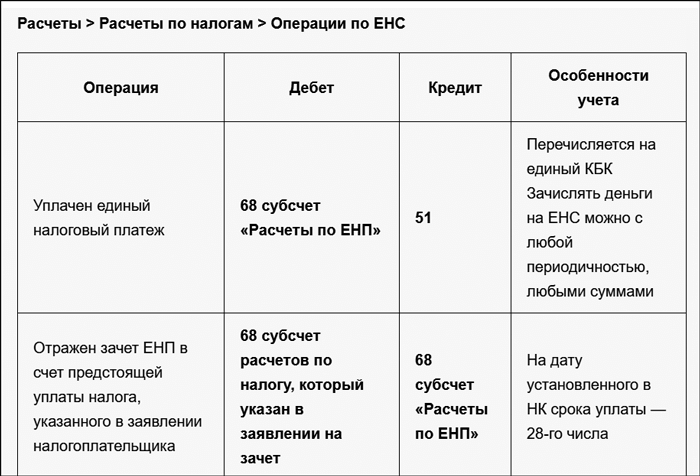 Расчеты > Расчеты по налогам > Операции по ЕНС
Операция
Дебет
Кредит
Особенности
учета
Уплачен единый
налоговый платеж
68 субсчет
«Расчеты по ЕНП»
51
Перечисляется на
единый КБК
Зачислять деньги
на ЕНС можно с
любой
периодичностью,
любыми суммами
Отражен зачет ЕНП в
счет предстоящей
уплаты налога,
указанного в заявлении
налогоплательщика
68 субсчет
расчетов по
налогу, который
указан в
заявлении на
зачет
68
субсчет
«Расчеты
по ЕНП»
На дату
установленного в
НК срока уплаты —
28-го числа